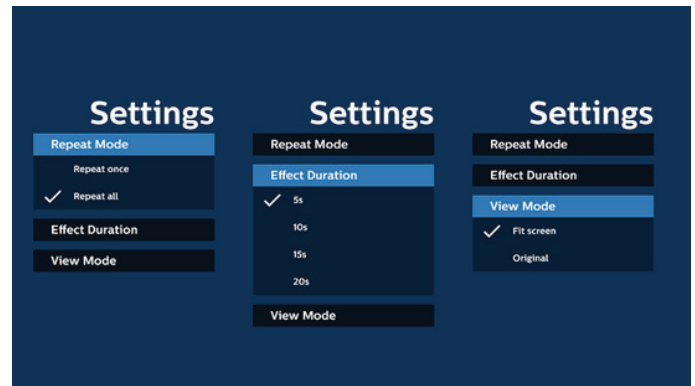 Settings
Repeat Mode
Repeat once
Repeat all
Effect Duration
View Mode
Settings
Repeat Mode
Effect Duration
5s
10s
15s
20s
View Mode
Settings
Repeat Mode
Effect Duration
View Mode
Fit screen
Original